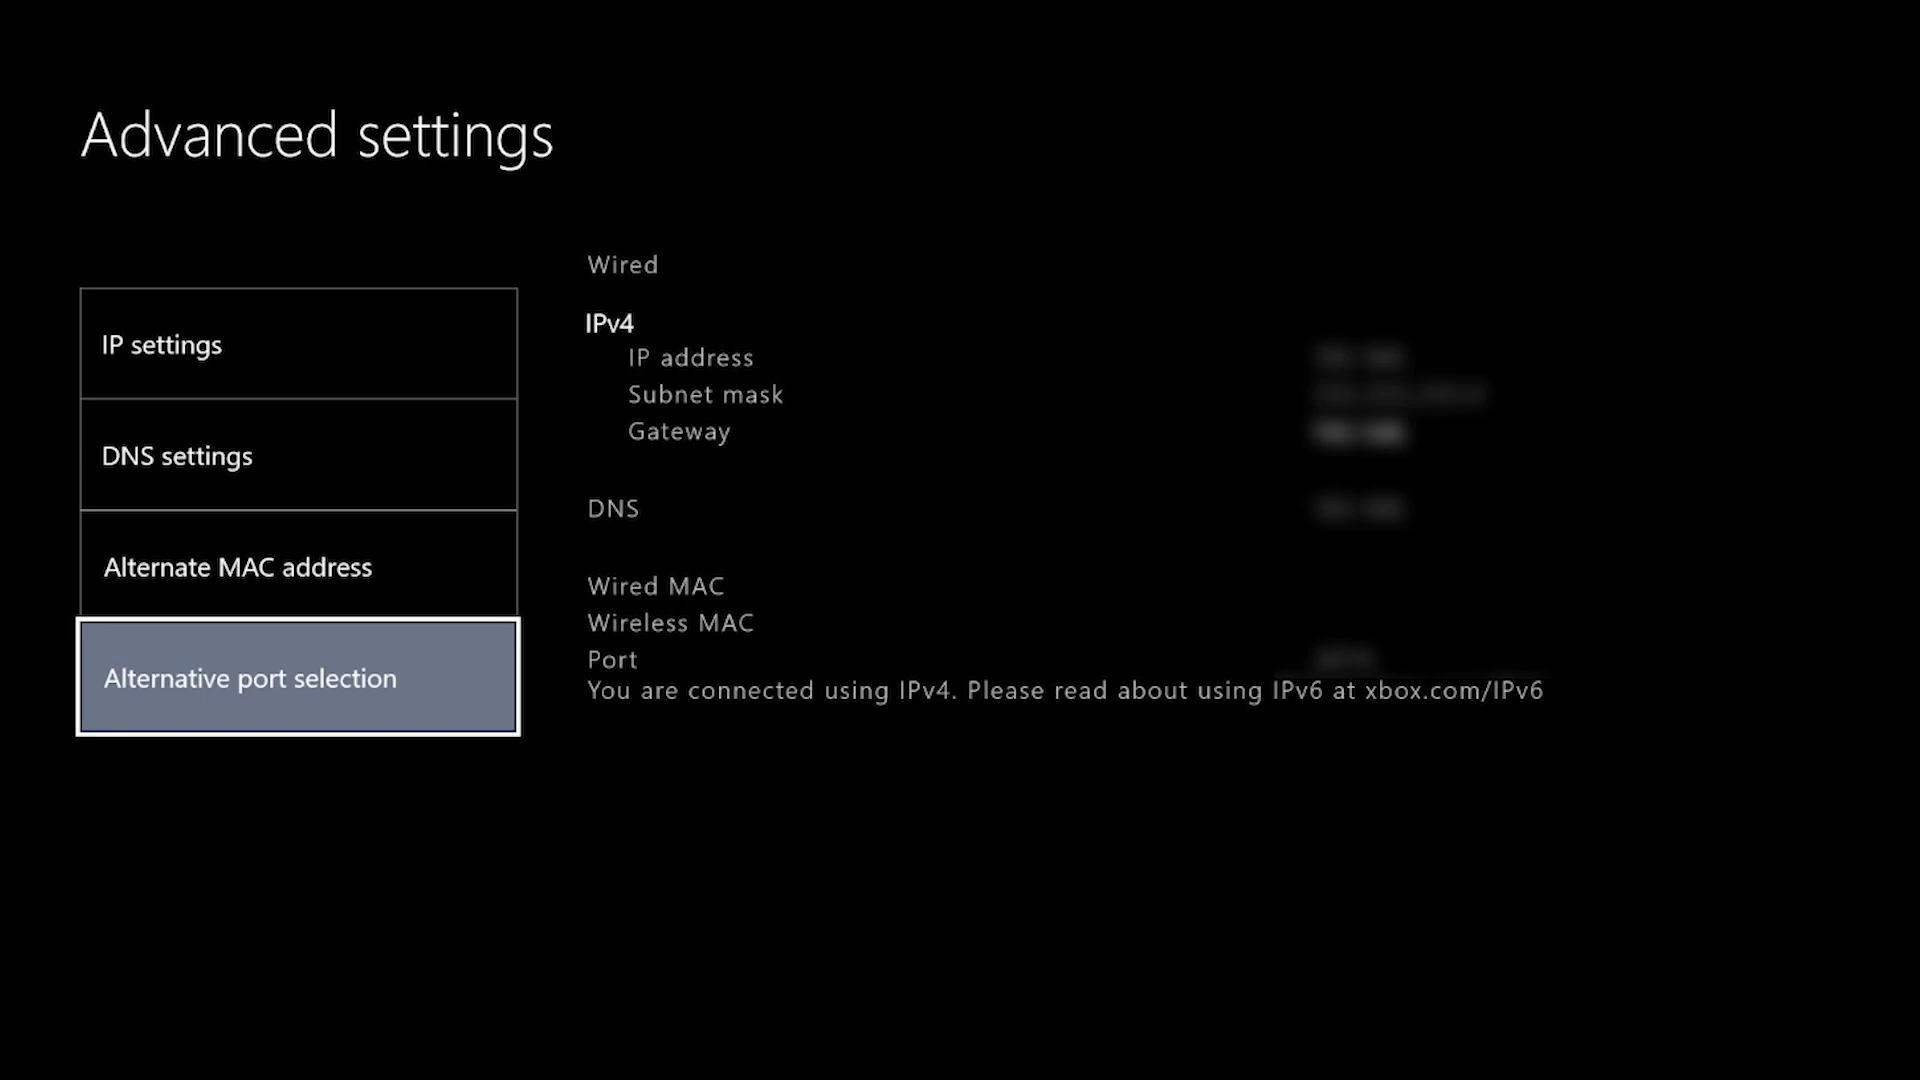 Advanced settings
IP settings
DNS settings
Alternate MAC address
Alternative port selection
Wired
IPv4
IP address
Subnet mask
Gateway
DNS
Wired MAC
Wireless MAC
Port
You are connected using IPv4. Please read about using IPv6 at xbox.com/IPv6